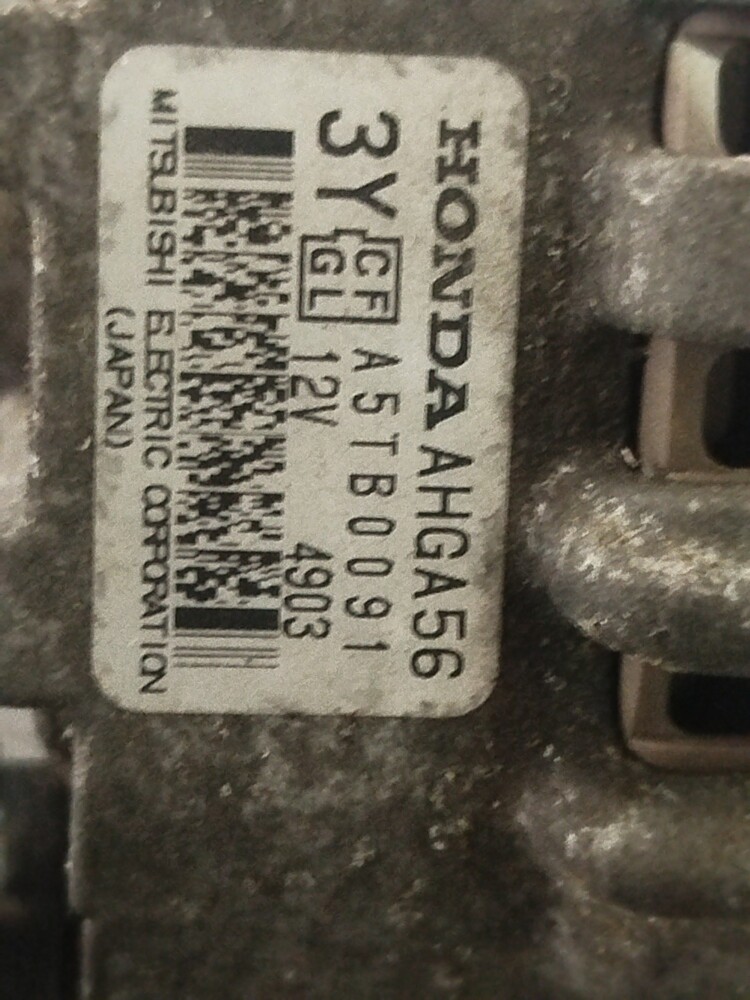 HONDA AHGA56
3Y CF A5TB0091
GL 12V 4903
MITSUBISHI ELECTRIC CORPORATION
(JAPAN)